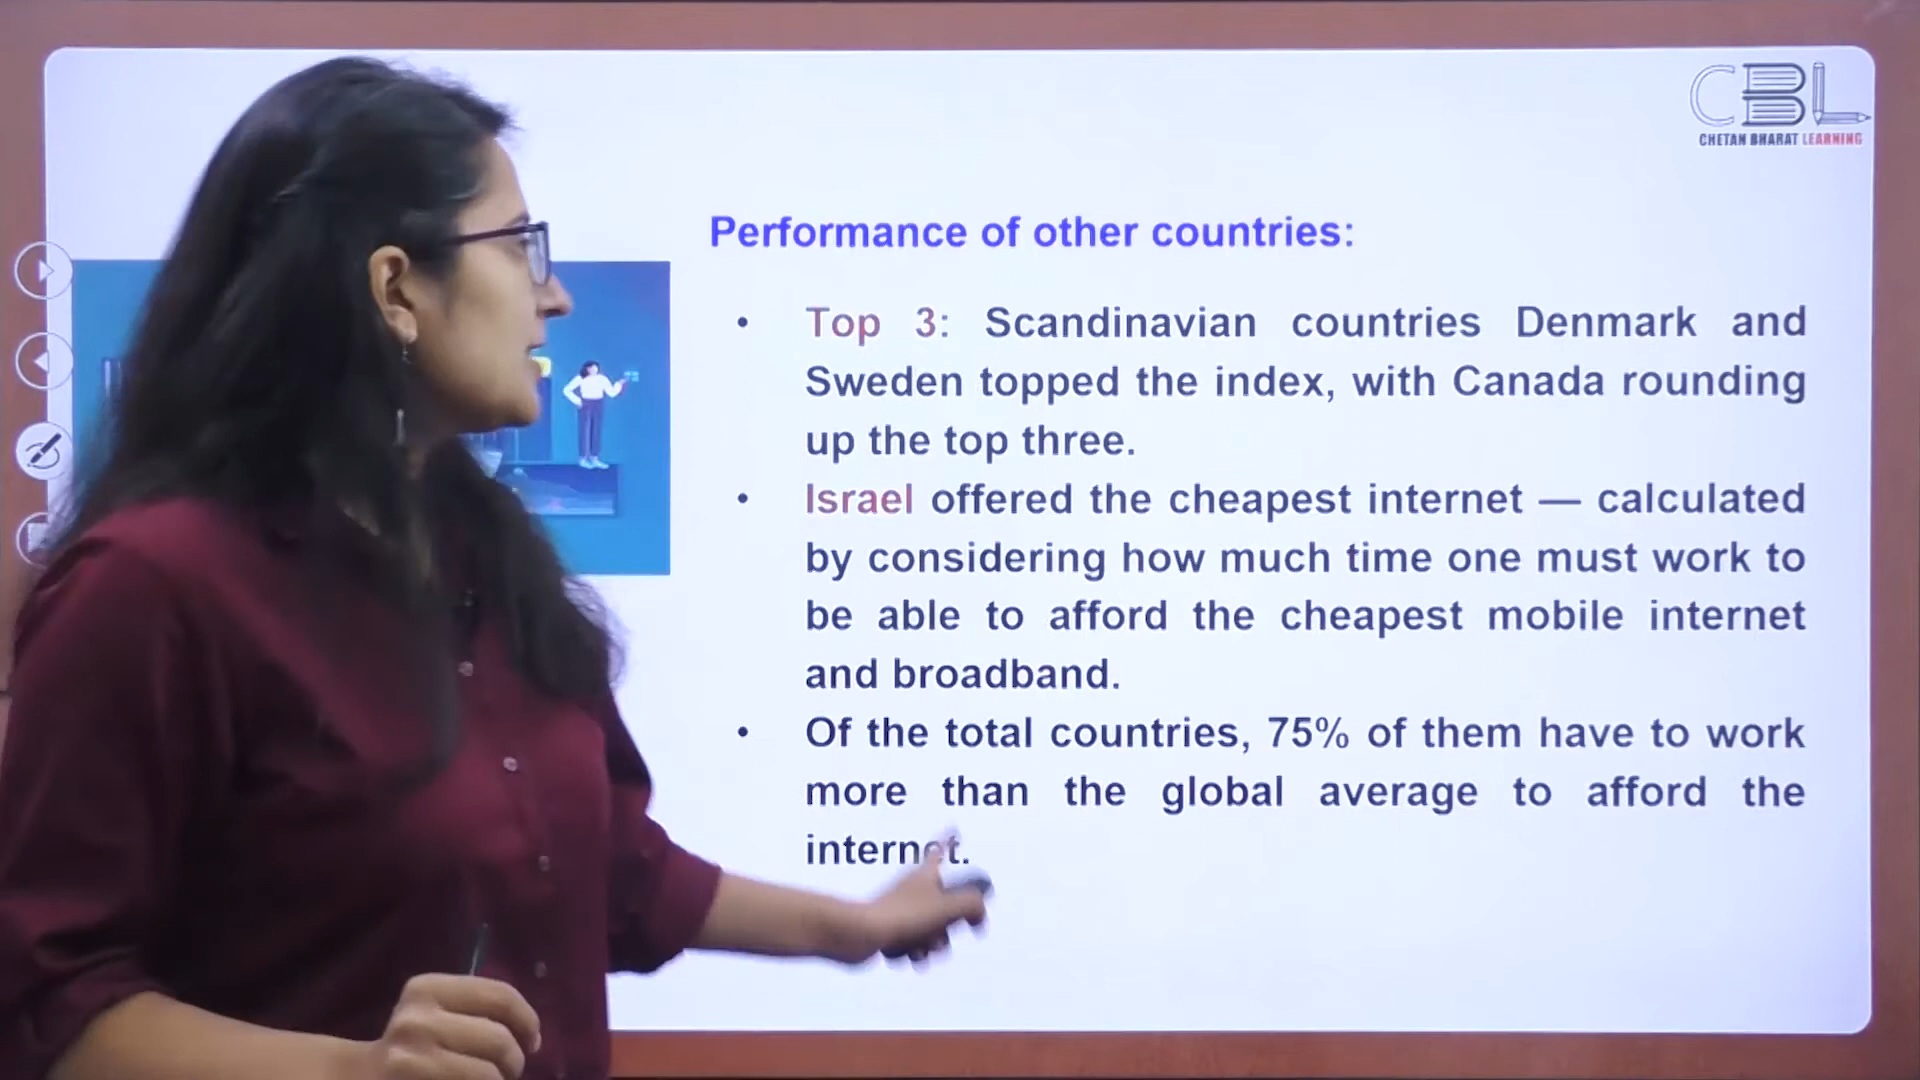 CBL
CHETAN BHARAT LEARNING
Performance of other countries:
• Top 3: Scandinavian countries Denmark and
Sweden topped the index, with Canada rounding
up the top three.
• Israel offered the cheapest internet — calculated
by considering how much time one must work to
be able to afford the cheapest mobile internet
and broadband.
• Of the total countries, 75% of them have to work
more than the global average to afford the
internet.